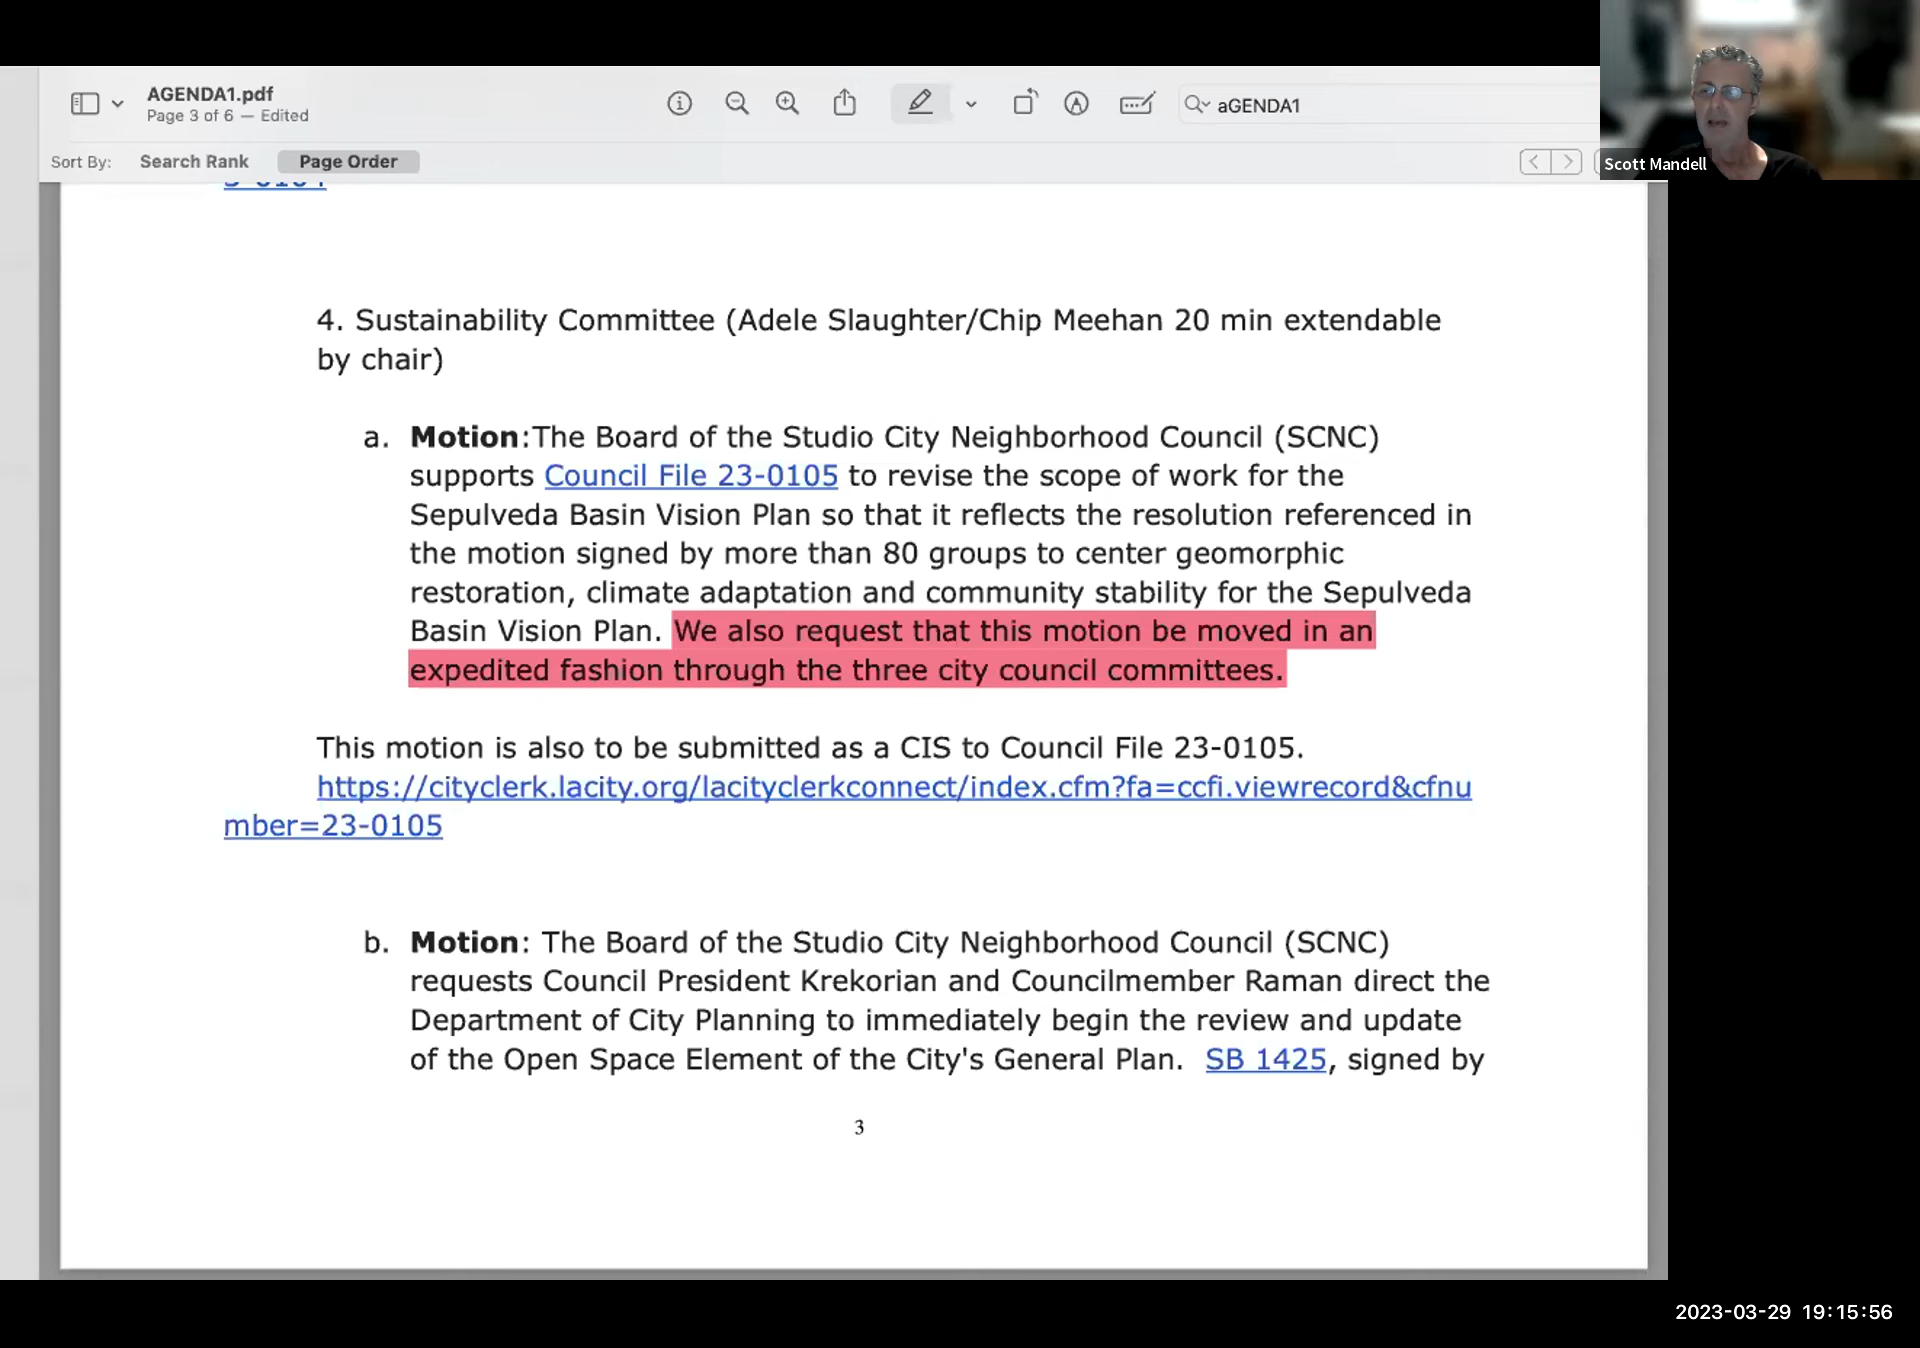 AGENDA1.pdf
Page 3 of 6 — Edited
aGENDA1
Sort By: Search Rank Page Order
Scott Mandell
4. Sustainability Committee (Adele Slaughter/Chip Meehan 20 min extendable
by chair)
a. Motion:The Board of the Studio City Neighborhood Council (SCNC)
supports Council File 23-0105 to revise the scope of work for the
Sepulveda Basin Vision Plan so that it reflects the resolution referenced in
the motion signed by more than 80 groups to center geomorphic
restoration, climate adaptation and community stability for the Sepulveda
Basin Vision Plan. We also request that this motion be moved in an
expedited fashion through the three city council committees.
This motion is also to be submitted as a CIS to Council File 23-0105.
https://cityclerk.lacity.org/lacityclerkconnect/index.cfm?fa=ccfi.viewrecord&cfnu
mber=23-0105
b. Motion: The Board of the Studio City Neighborhood Council (SCNC)
requests Council President Krekorian and Councilmember Raman direct the
Department of City Planning to immediately begin the review and update
of the Open Space Element of the City's General Plan. SB 1425, signed by
3
2023-03-29 19:15:56